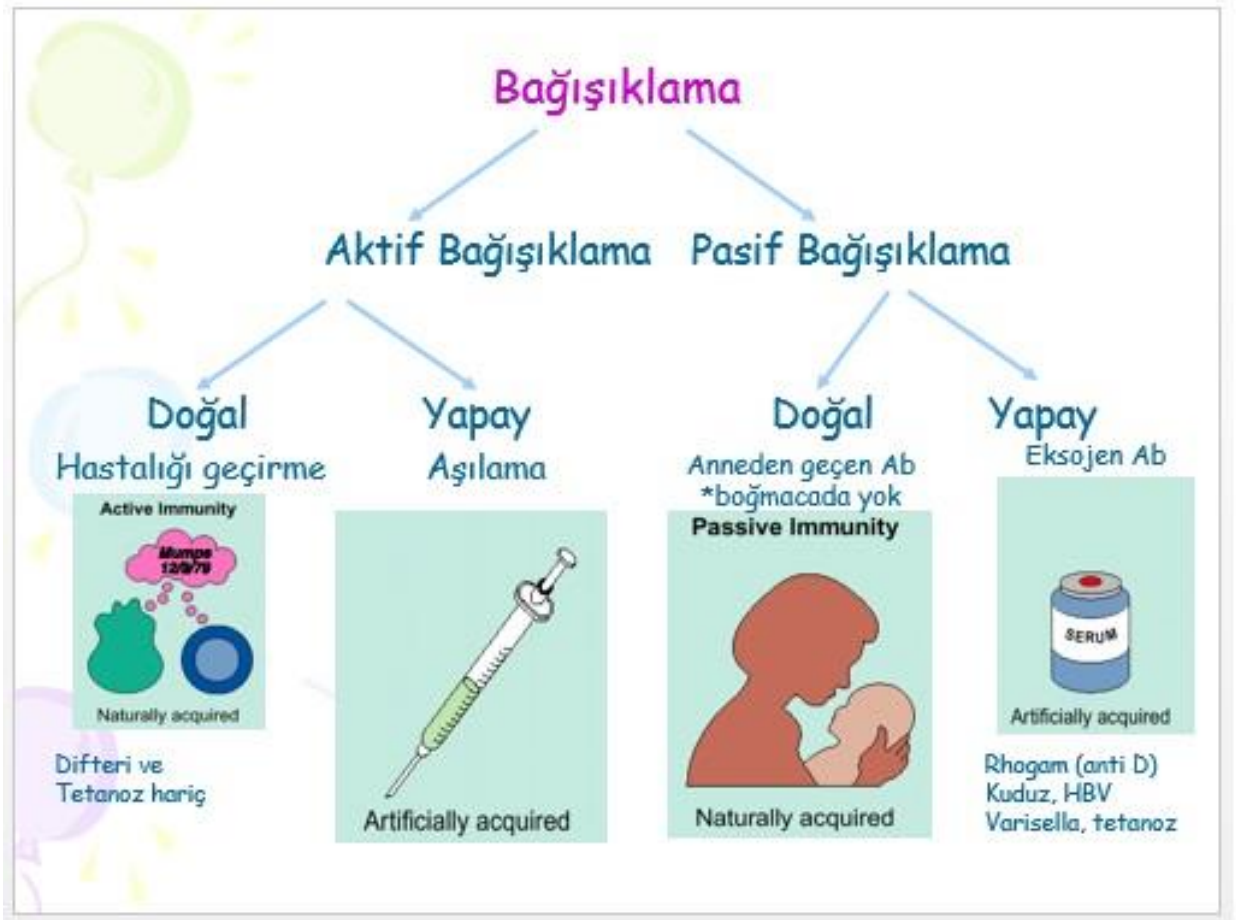 Bağışıklama
Aktif Bağışıklama
Pasif Bağışıklama
Doğal
Hastalığı geçirme
Active Immunity
Mumps
12/9/79
Naturally acquired
Difteri ve
Tetanoz hariç
Yapay
Aşılama
Artificially acquired
Doğal
Anneden geçen Ab
*boğmacada yok
Passive Immunity
Naturally acquired
Yapay
Eksojen Ab
SERUM
Artificially acquired
Rhogam (anti D)
Kuduz, HBV
Varisella, tetanoz